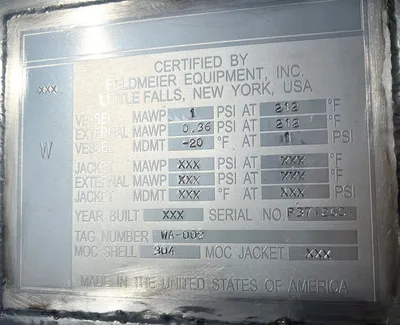 CERTIFIED BY
FELDMEIER EQUIPMENT, INC.
LITTLE FALLS, NEW YORK, USA
XXX
W
VESSEL MAWP 1 PSI AT 212 °F
EXTERNAL MAWP 0.36 PSI AT 212 °F
VESSEL MDMT -20 °F AT 1 PSI
JACKET MAWP XXX PSI AT XXX °F
EXTERNAL MAWP XXX PSI AT XXX °F
JACKET MDMT XXX °F AT XXX PSI
YEAR BUILT XXX SERIAL NO.
TAG NUMBER WA-002
MOC SHELL 304 MOC JACKET XXX
MADE IN THE UNITED STATES OF AMERICA